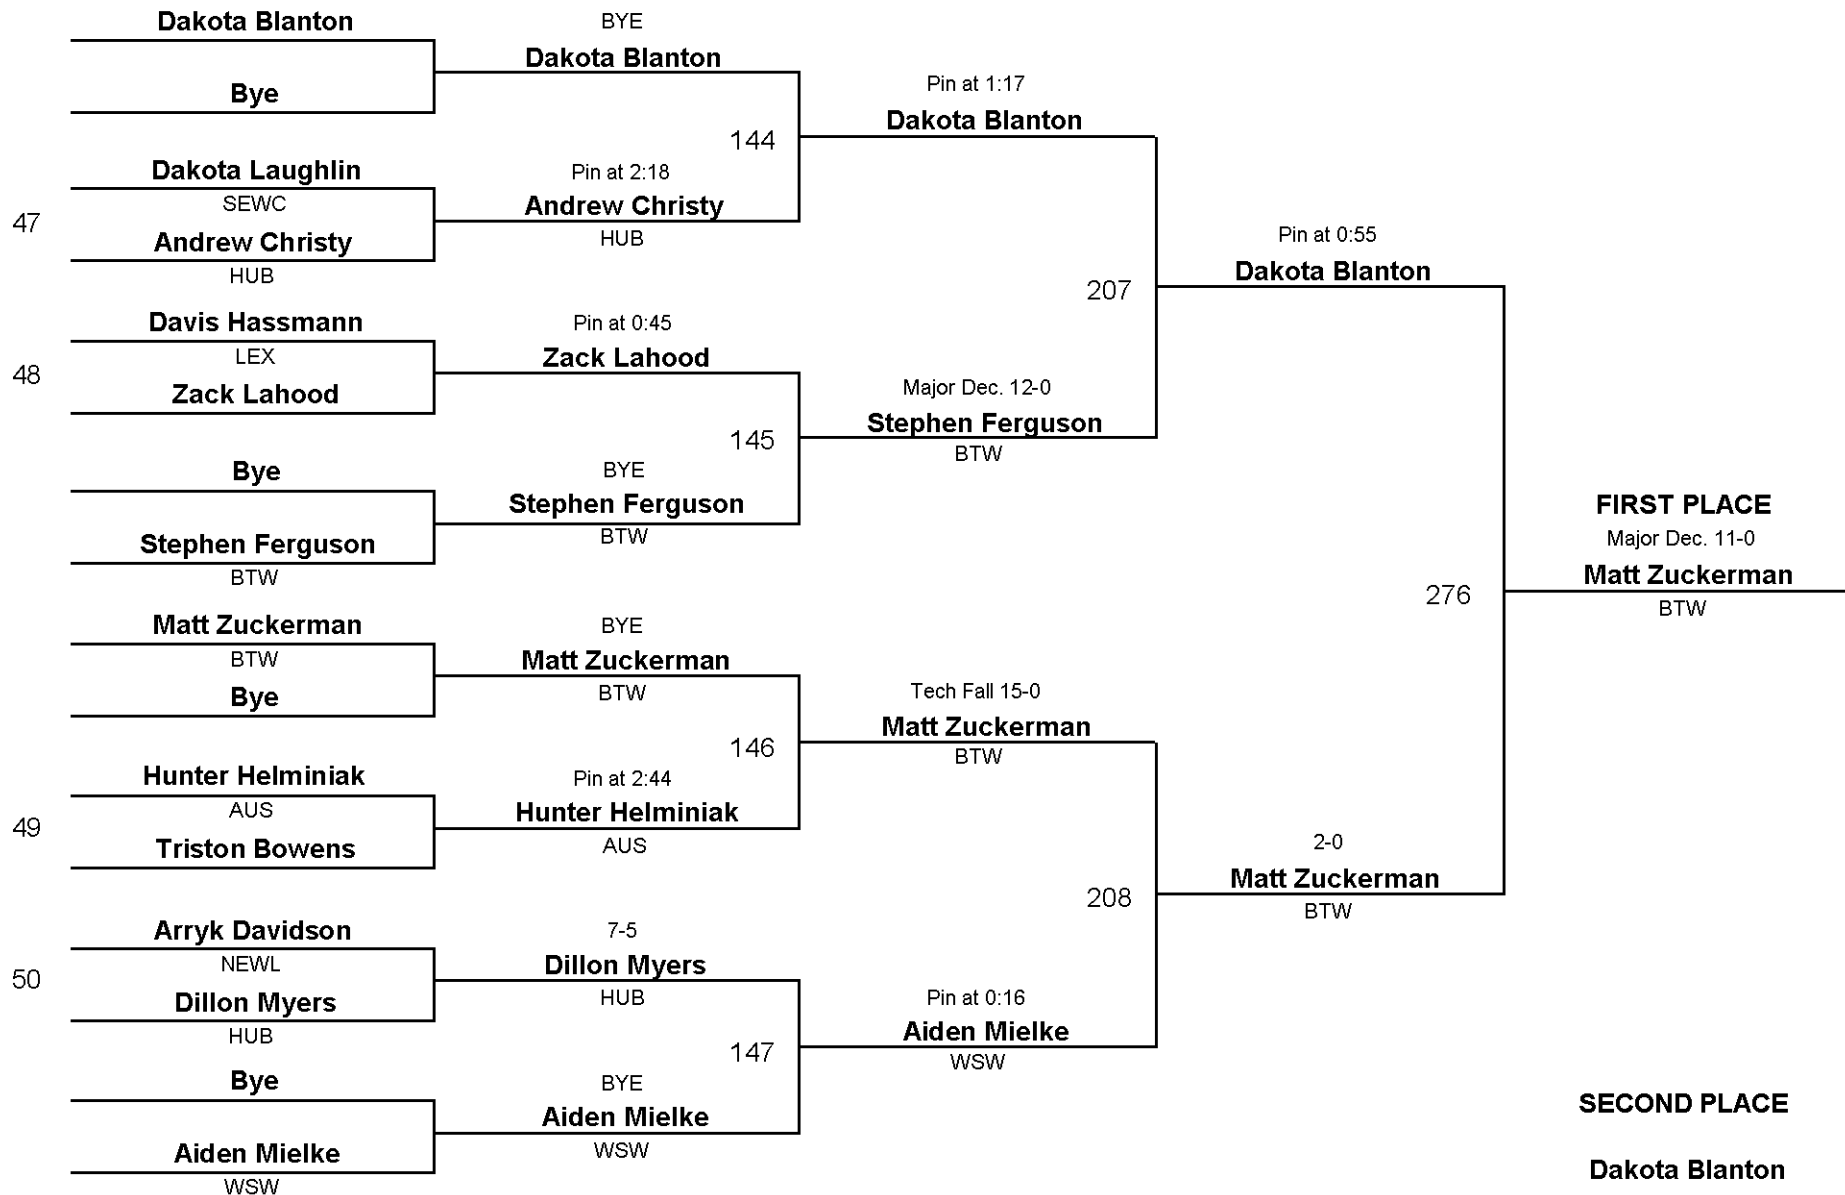 Dakota Blanton
Bye
47
Dakota Laughlin
SEWC
Andrew Christy
HUB
48
Davis Hassmann
LEX
Zack Lahood
Bye
Stephen Ferguson
BTW
Matt Zuckerman
BTW
Bye
49
Hunter Helminiak
AUS
Triston Bowens
50
Arryk Davidson
NEWL
Dillon Myers
HUB
Bye
Aiden Mielke
WSW
BYE
Dakota Blanton
144
Pin at 2:18
Andrew Christy
HUB
Pin at 0:45
Zack Lahood
145
BYE
Stephen Ferguson
BTW
BYE
Matt Zuckerman
BTW
146
Pin at 2:44
Hunter Helminiak
AUS
7-5
Dillon Myers
HUB
147
BYE
Aiden Mielke
WSW
Pin at 1:17
Dakota Blanton
207
Major Dec. 12-0
Stephen Ferguson
BTW
Tech Fall 15-0
Matt Zuckerman
BTW
208
Pin at 0:16
Aiden Mielke
WSW
Pin at 0:55
Dakota Blanton
276
2-0
Matt Zuckerman
BTW
FIRST PLACE
Major Dec. 11-0
Matt Zuckerman
BTW
SECOND PLACE
Dakota Blanton